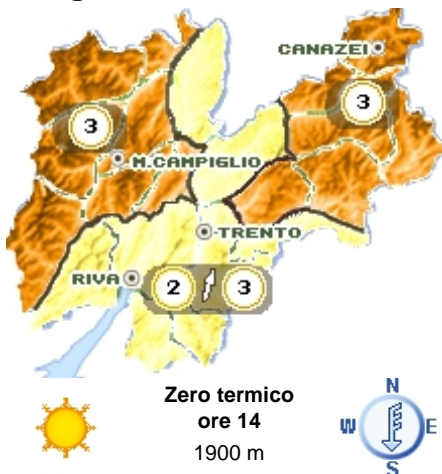 CANAZEI
3
3
M.CAMPIGLIO
TRENTO
RIVA
2 3
Zero termico
ore 14
1900 m
N
W E
S